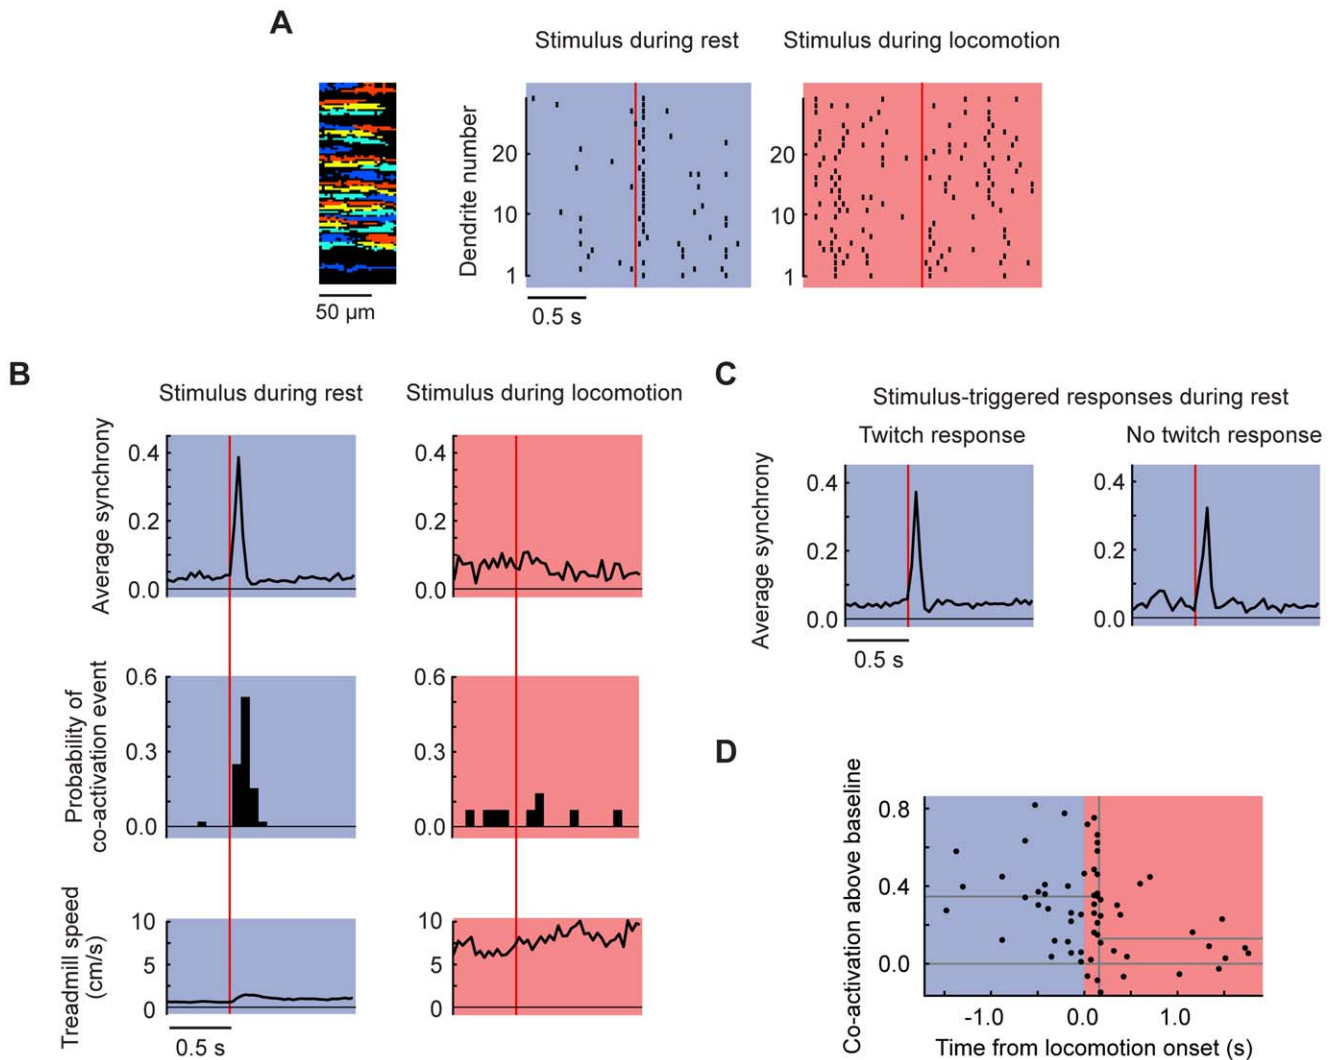 A
Stimulus during rest
Stimulus during locomotion
Dendrite number
20
10
1
20
10
1
50 µm
0.5 s
B
Stimulus during rest
Stimulus during locomotion
Average synchrony
0.4
0.2
0.0
0.4
0.2
0.0
Probability of
co-activation event
0.6
0.3
0.0
0.6
0.3
0.0
Treadmill speed
(cm/s)
10
5
0
10
5
0
0.5 s
C
Stimulus-triggered responses during rest
Twitch response
No twitch response
Average synchrony
0.4
0.2
0.0
0.4
0.2
0.0
0.5 s
D
Co-activation above baseline
0.8
0.4
0.0
-1.0
0.0
1.0
Time from locomotion onset (s)